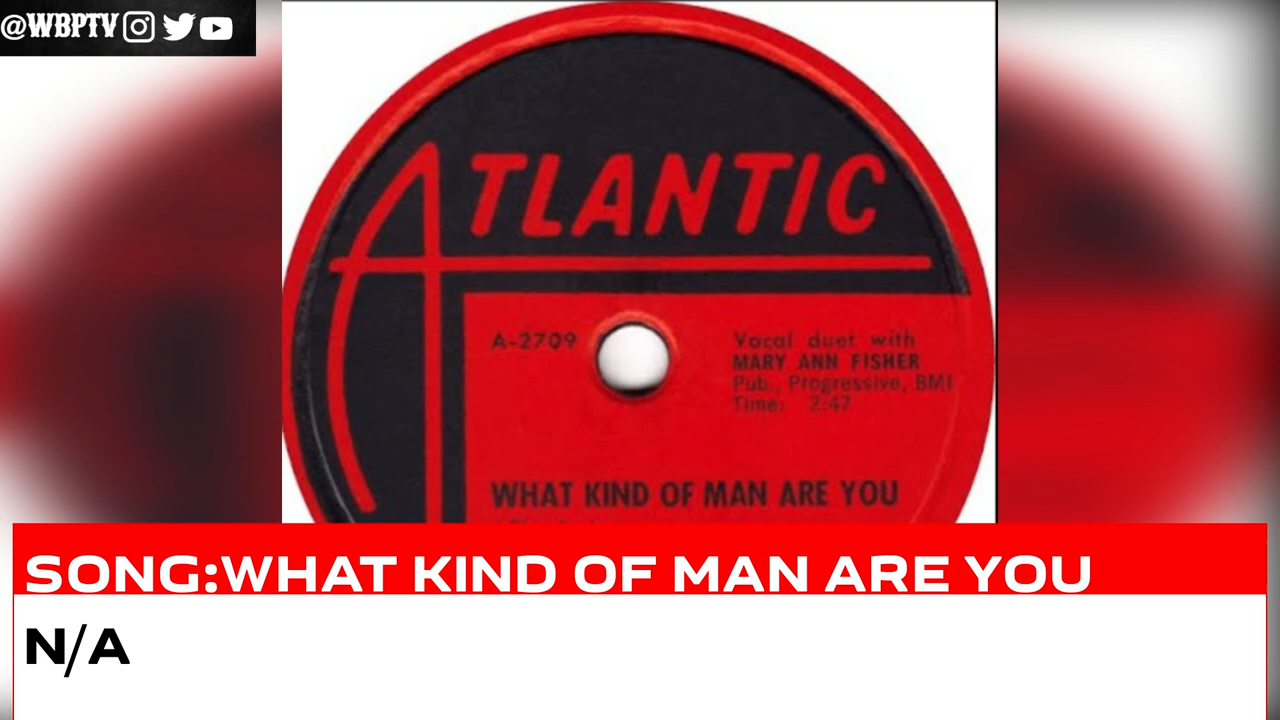 @WBPTV
ATLANTIC
A-2709
Vocal duet with
MARY ANN FISHER
Pub., Progressive, BMI
Time: 2:47
WHAT KIND OF MAN ARE YOU
SONG:WHAT KIND OF MAN ARE YOU
N/A